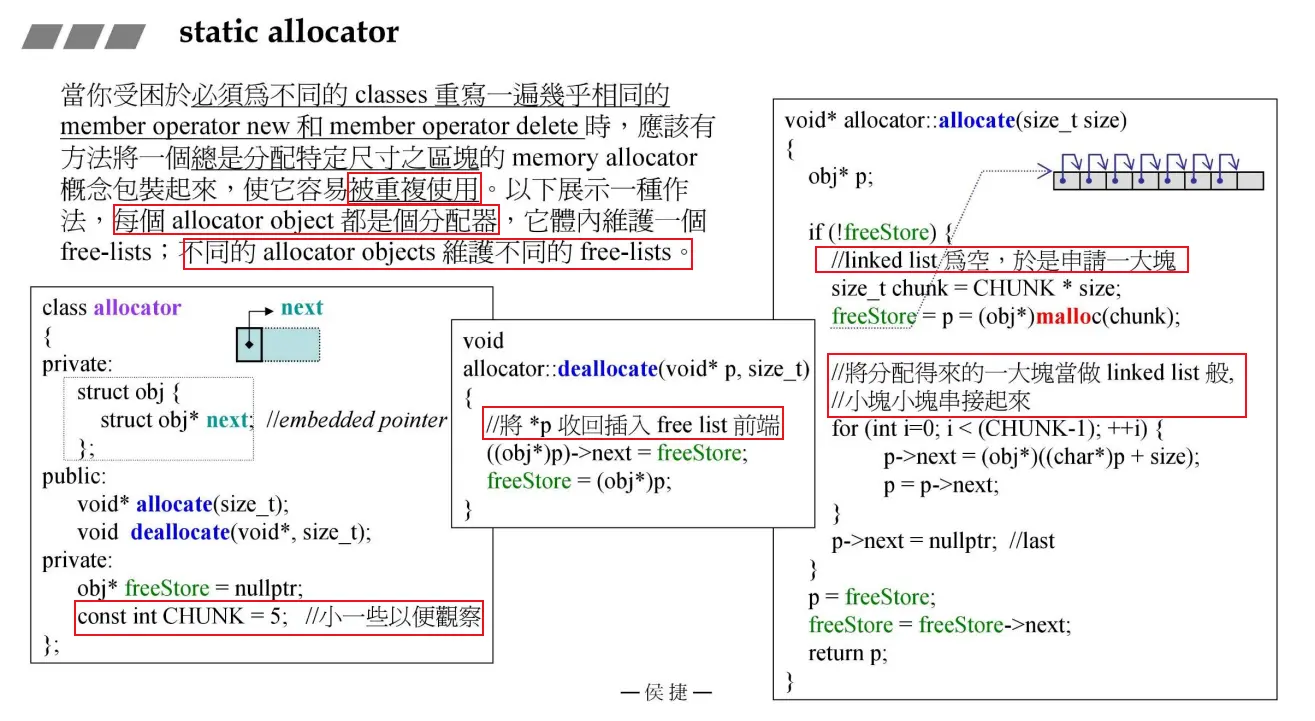 static allocator
當你受困於必須爲不同的 classes 重寫一遍幾乎相同的
member operator new 和 member operator delete 時，應該有
方法將一個總是分配特定尺寸之區塊的 memory allocator
概念包裝起來，使它容易被重複使用。以下展示一種作
法，每個 allocator object 都是個分配器，它體內維護一個
free-lists；不同的 allocator objects 維護不同的 free-lists。
class allocator
next
{
private:
struct obj {
struct obj* next; //embedded pointer
};
public:
void* allocate(size_t);
void deallocate(void*, size_t);
private:
obj* freeStore = nullptr;
const int CHUNK = 5; //小一些以便觀察
};
void
allocator::deallocate(void* p, size_t)
{
//將 *p 收回插入 free list 前端
((obj*)p)->next = freeStore;
freeStore = (obj*)p;
}
void* allocator::allocate(size_t size)
{
obj* p;
if (!freeStore) {
//linked list 爲空，於是申請一大塊
size_t chunk = CHUNK * size;
freeStore = p = (obj*)malloc(chunk);
//將分配得來的一大塊當做 linked list 般,
//小塊小塊串接起來
for (int i=0; i < (CHUNK-1); ++i) {
p->next = (obj*)((char*)p + size);
p = p->next;
}
p->next = nullptr; //last
}
p = freeStore;
freeStore = freeStore->next;
return p;
}
— 侯 捷 —